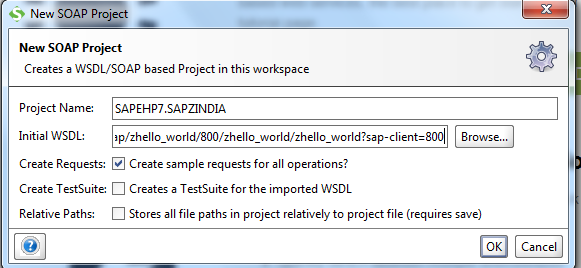 New SOAP Project
New SOAP Project
Creates a WSDL/SOAP based Project in this workspace
Project Name: SAPEHP7.SAPZINDIA
Initial WSDL: ap/zhello_world/800/zhello_world/zhello_world?sap-client=800 Browse...
Create Requests: Create sample requests for all operations?
Create TestSuite: Creates a TestSuite for the imported WSDL
Relative Paths: Stores all file paths in project relatively to project file (requires save)
? OK Cancel